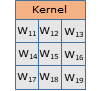 Kernel
w₁₁ w₁₂ w₁₃
w₁₄ w₁₅ w₁₆
w₁₇ w₁₈ w₁₉